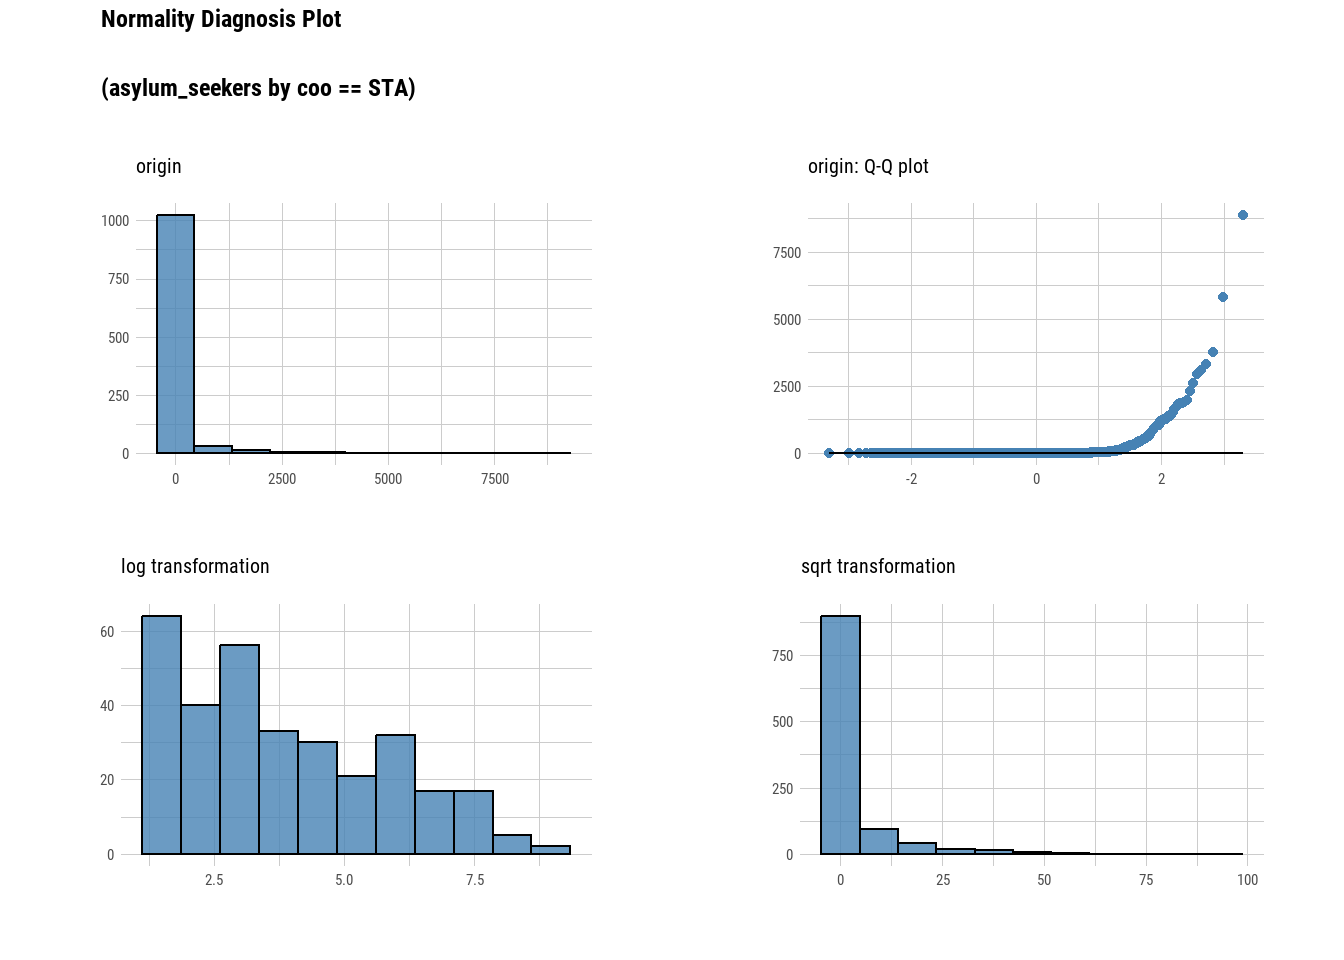 Normality Diagnosis Plot
(asylum_seekers by coo == STA)
origin
1000
750
500
250
0
0 2500 5000 7500
origin: Q-Q plot
7500
5000
2500
0
-2 0 2
log transformation
60
40
20
0
2.5 5.0 7.5
sqrt transformation
750
500
250
0
0 25 50 75 100